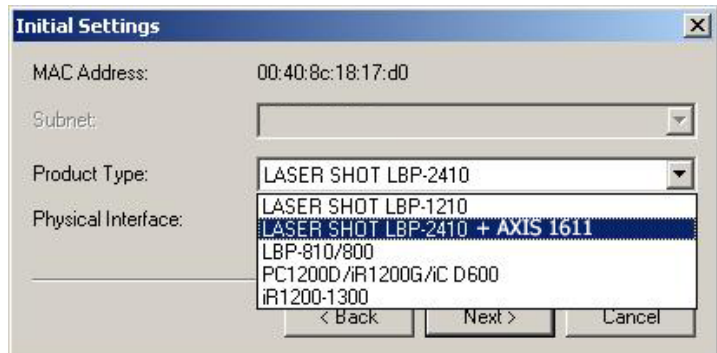 Initial Settings
MAC Address: 00:40:8c:18:17:d0
Subnet:
Product Type: LASER SHOT LBP-2410
Physical Interface:
LASER SHOT LBP-1210
LASER SHOT LBP-2410 + AXIS 1611
LBP-810/800
PC1200D/iR1200G/iC D600
iR1200-1300
< Back Next > Cancel